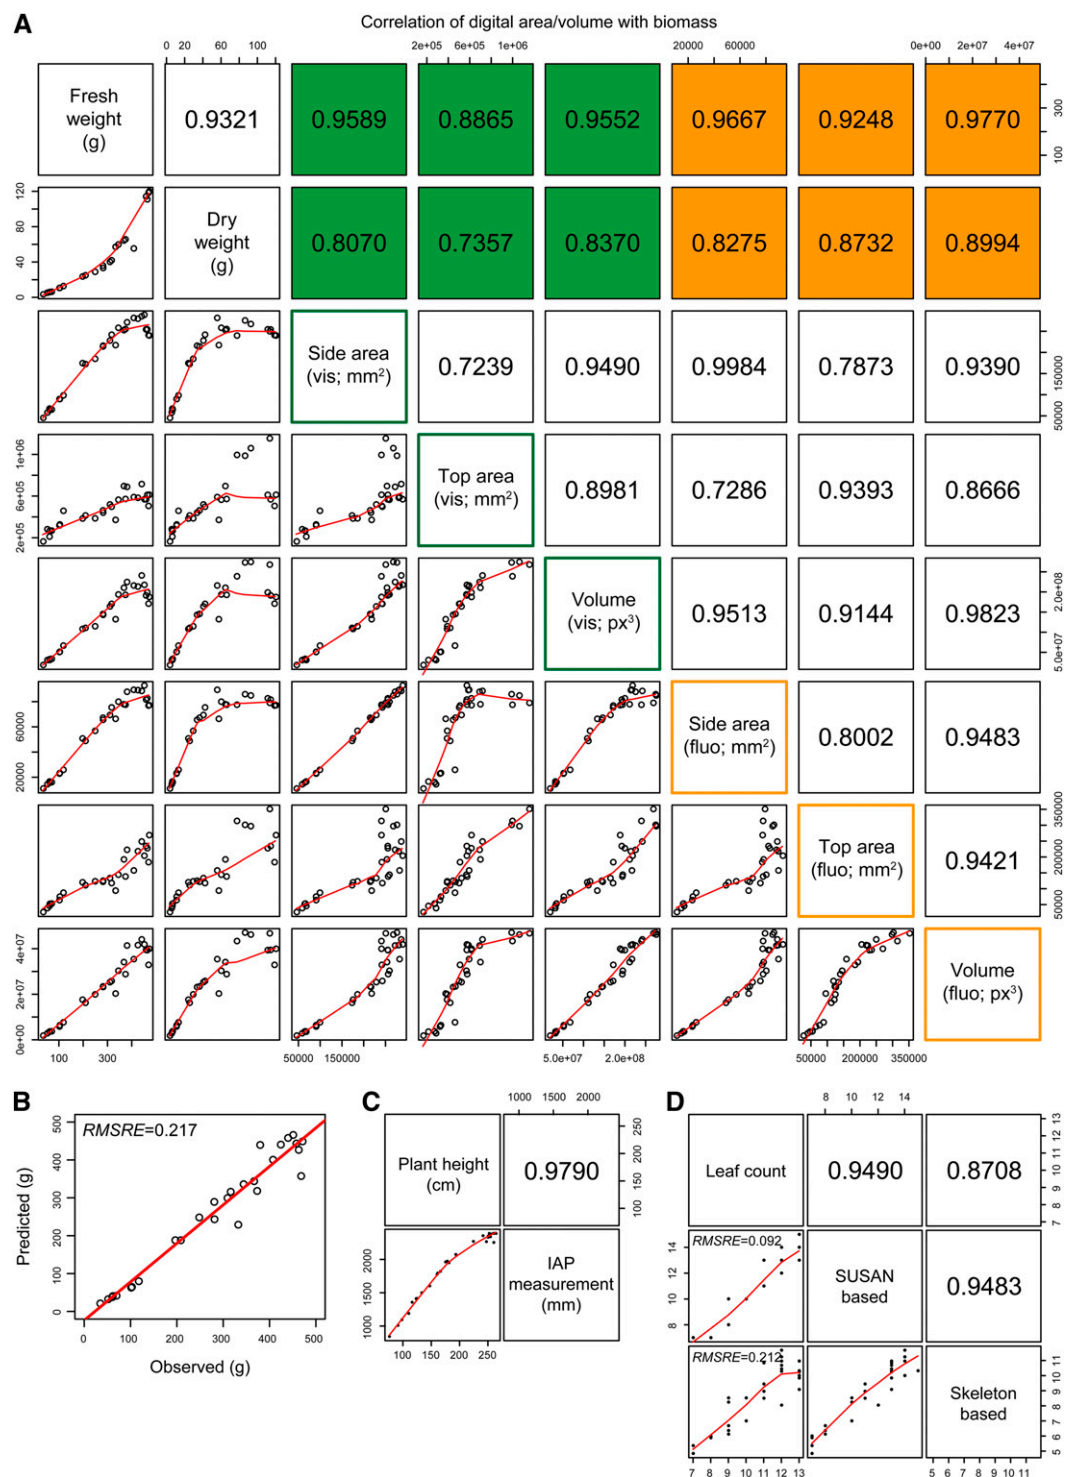 A
Correlation of digital area/volume with biomass
0 20 60 100
2e+05 6e+05 1e+06
20000 60000
0e+00 2e+07 4e+07
Fresh
weight
(g)
0.9321
0.9589
0.8865
0.9552
0.9667
0.9248
0.9770
100 300
0 40 80 120
Dry
weight
(g)
0.8070
0.7357
0.8370
0.8275
0.8732
0.8994
Side area
(vis; mm²)
0.7239
0.9490
0.9984
0.7873
0.9390
50000 150000
2e+05 6e+05 1e+06
Top area
(vis; mm²)
0.8981
0.7286
0.9393
0.8666
Volume
(vis; px³)
0.9513
0.9144
0.9823
5.0e+07 2.0e+08
20000 60000
Side area
(fluo; mm²)
0.8002
0.9483
Top area
(fluo; mm²)
0.9421
50000 200000 350000
0e+00 2e+07 4e+07
Volume
(fluo; px³)
100 300
50000 150000
5.0e+07 2.0e+08
50000 200000 350000
B
RMSRE=0.217
Predicted (g)
0 100 200 300 400 500
0 100 200 300 400 500
Observed (g)
C
1000 1500 2000
Plant height
(cm)
0.9790
100 150 200 250
1000 1500 2000
IAP
measurement
(mm)
100 150 200 250
D
8 10 12 14
Leaf count
0.9490
0.8708
7 8 9 10 11 12 13
RMSRE=0.092
8 10 12 14
SUSAN
based
0.9483
RMSRE=0.212
Skeleton
based
5 6 7 8 9 10 11
7 8 9 10 11 12 13
5 6 7 8 9 10 11